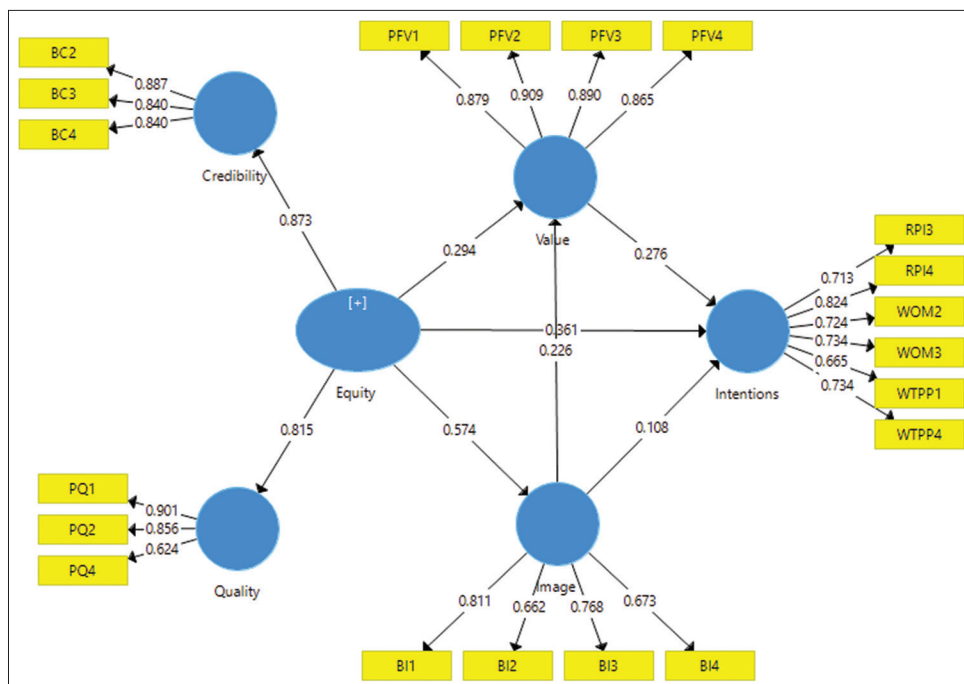 PFV1 PFV2 PFV3 PFV4
BC2
BC3
BC4
0.887
0.840
0.840
Credibility
0.879 0.909 0.890 0.865
Value
0.873
0.294
0.276
[+]
Equity
0.361
0.226
Intentions
RPI3
RPI4
WOM2
WOM3
WTPP1
WTPP4
0.713
0.824
0.724
0.734
0.665
0.734
0.815
0.574
0.108
PQ1
PQ2
PQ4
0.901
0.856
0.624
Quality
Image
0.811 0.662 0.768 0.673
BI1 BI2 BI3 BI4